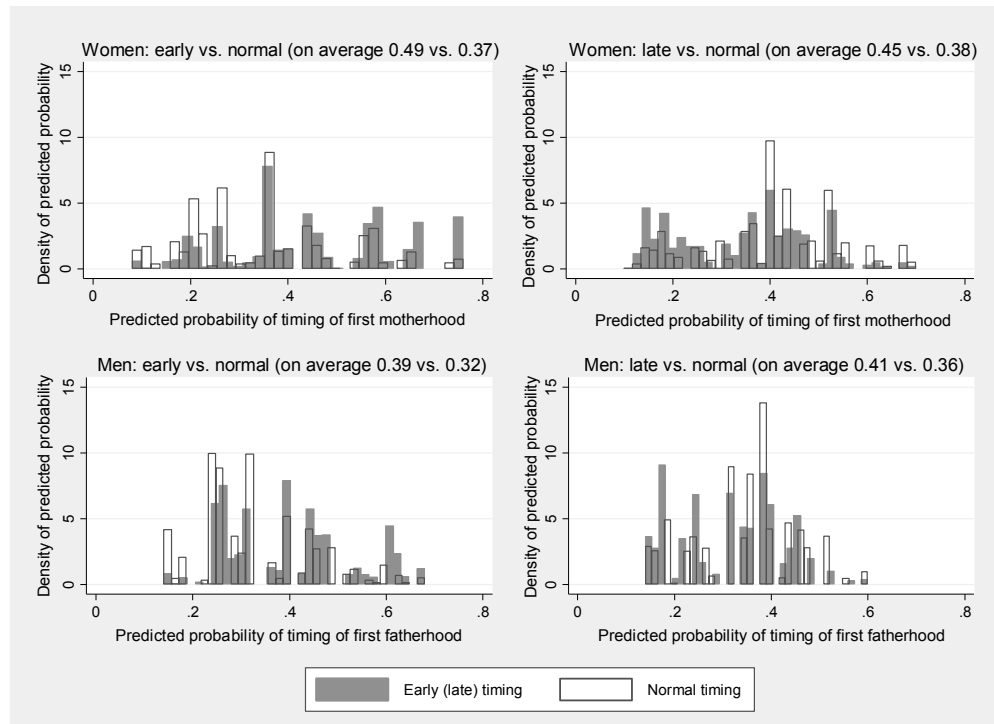 Women: early vs. normal (on average 0.49 vs. 0.37)
Density of predicted probability
15
10
5
0
0 .2 .4 .6 .8
Predicted probability of timing of first motherhood
Women: late vs. normal (on average 0.45 vs. 0.38)
Density of predicted probability
15
10
5
0
0 .2 .4 .6 .8
Predicted probability of timing of first motherhood
Men: early vs. normal (on average 0.39 vs. 0.32)
Density of predicted probability
15
10
5
0
0 .2 .4 .6 .8
Predicted probability of timing of first fatherhood
Men: late vs. normal (on average 0.41 vs. 0.36)
Density of predicted probability
15
10
5
0
0 .2 .4 .6 .8
Predicted probability of timing of first fatherhood
Early (late) timing
Normal timing